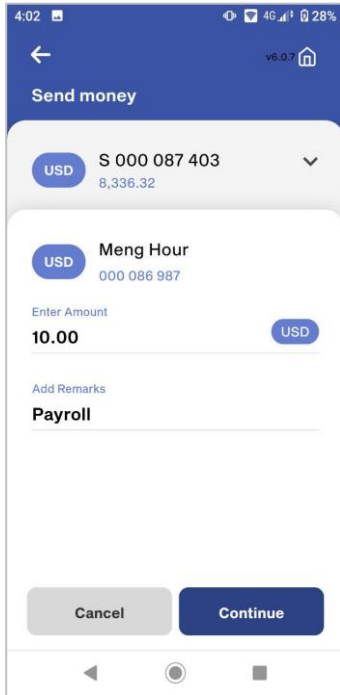 4:02
4G
28%
v6.0.7
Send money
USD
S 000 087 403
8,336.32
USD
Meng Hour
000 086 987
Enter Amount
10.00
USD
Add Remarks
Payroll
Cancel
Continue